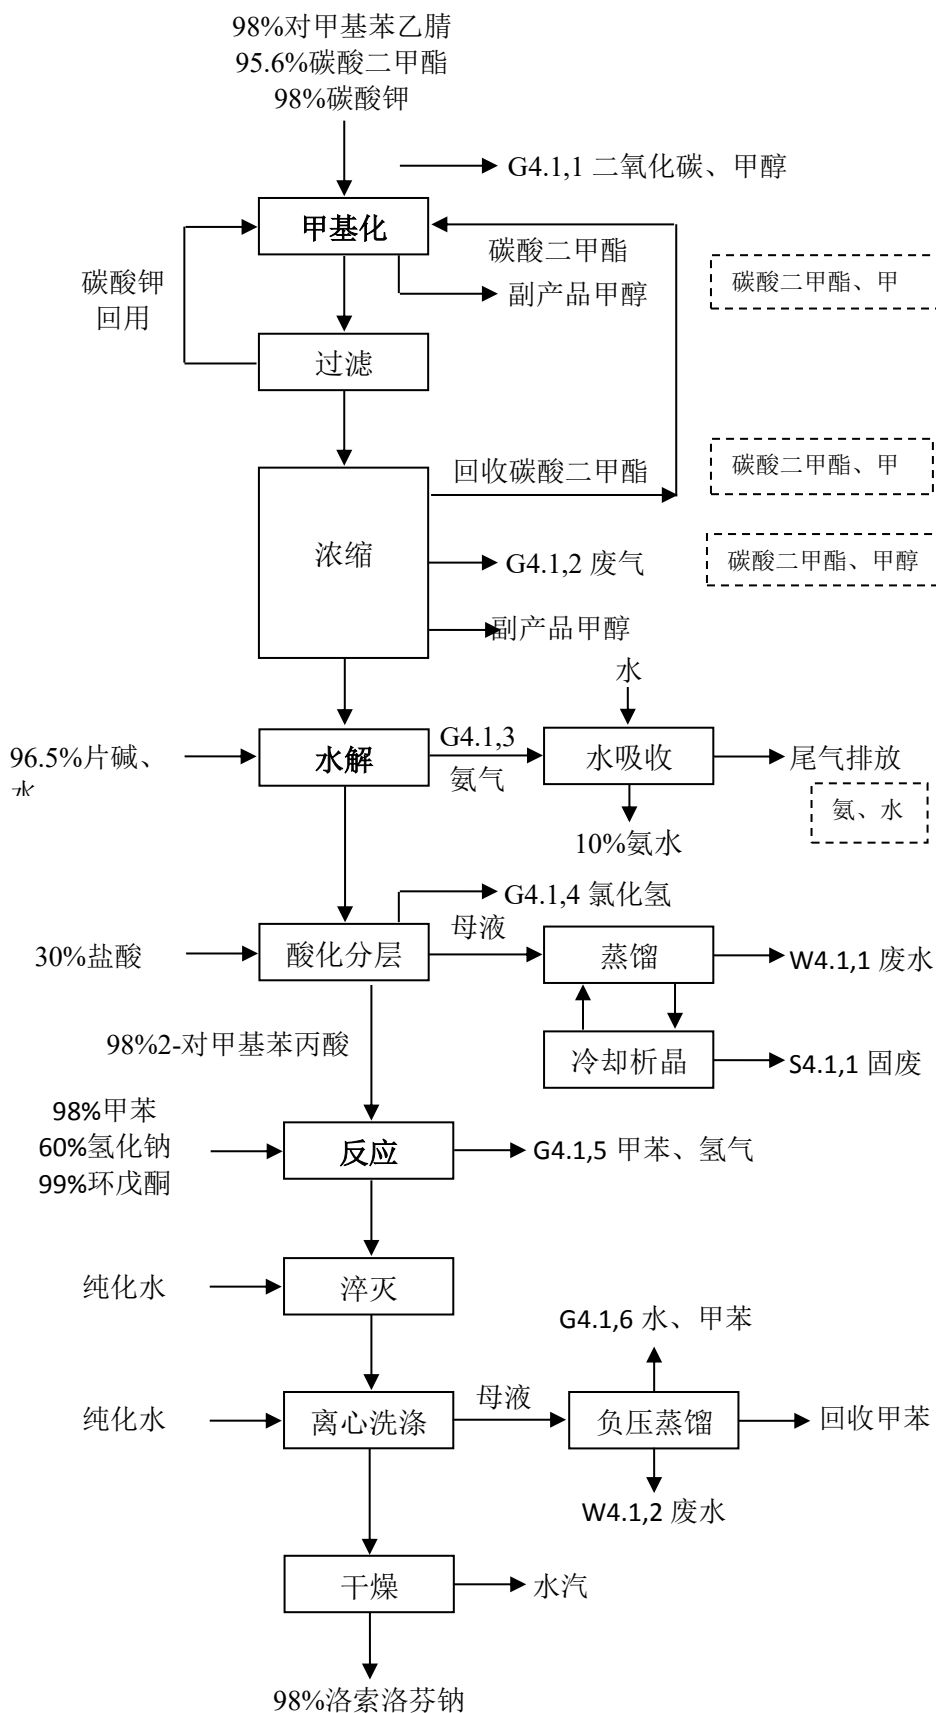 98%对甲基苯乙腈
95.6%碳酸二甲酯
98%碳酸钾
G4.1,1 二氧化碳、甲醇
甲基化
碳酸二甲酯
碳酸钾
回用
副产品甲醇
碳酸二甲酯、甲
过滤
回收碳酸二甲酯
碳酸二甲酯、甲
浓缩
G4.1,2 废气
碳酸二甲酯、甲醇
副产品甲醇
水
96.5%片碱、
水
水解
G4.1,3
氨气
水吸收
尾气排放
氨、水
10%氨水
G4.1,4 氯化氢
30%盐酸
酸化分层
母液
蒸馏
W4.1,1 废水
98%2-对甲基苯丙酸
冷却析晶
S4.1,1 固废
98%甲苯
60%氢化钠
99%环戊酮
反应
G4.1,5 甲苯、氢气
纯化水
淬灭
G4.1,6 水、甲苯
纯化水
离心洗涤
母液
负压蒸馏
回收甲苯
W4.1,2 废水
干燥
水汽
98%洛索洛芬钠